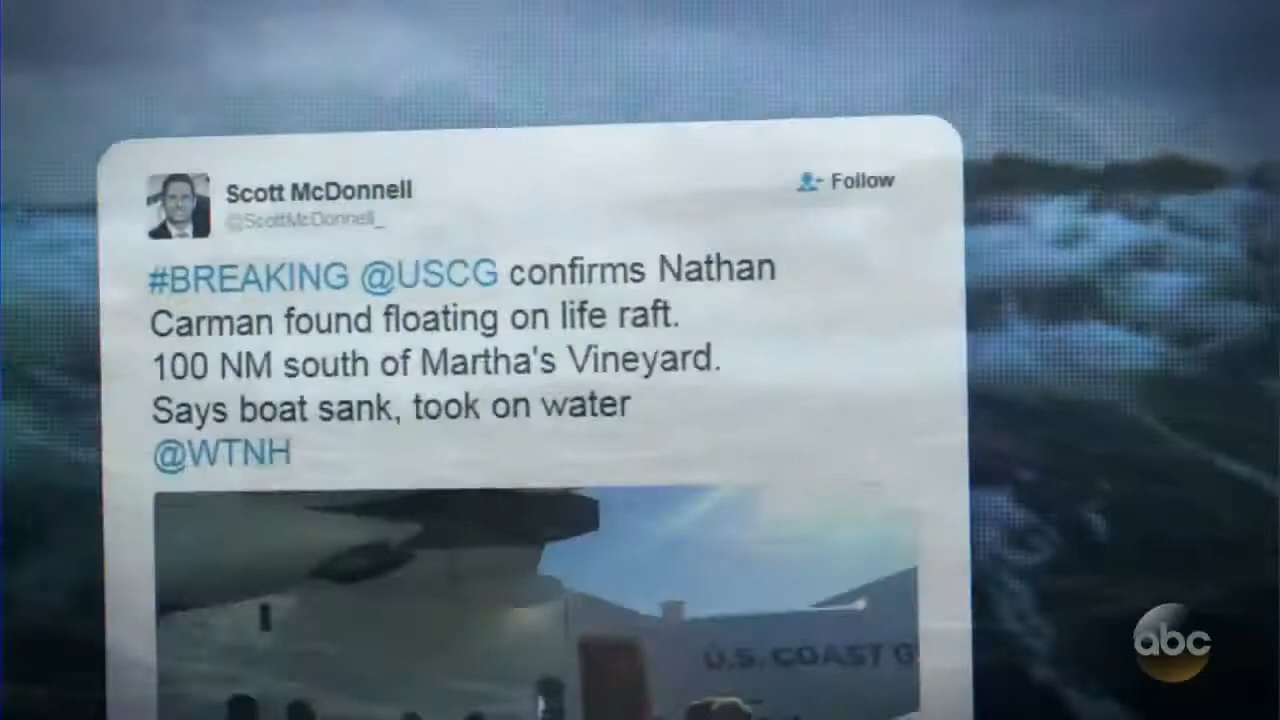 Scott McDonnell
Follow
@ScottMcDonnell_
#BREAKING @USCG confirms Nathan
Carman found floating on life raft.
100 NM south of Martha's Vineyard.
Says boat sank, took on water
@WTNH
U.S. COAST G
abc